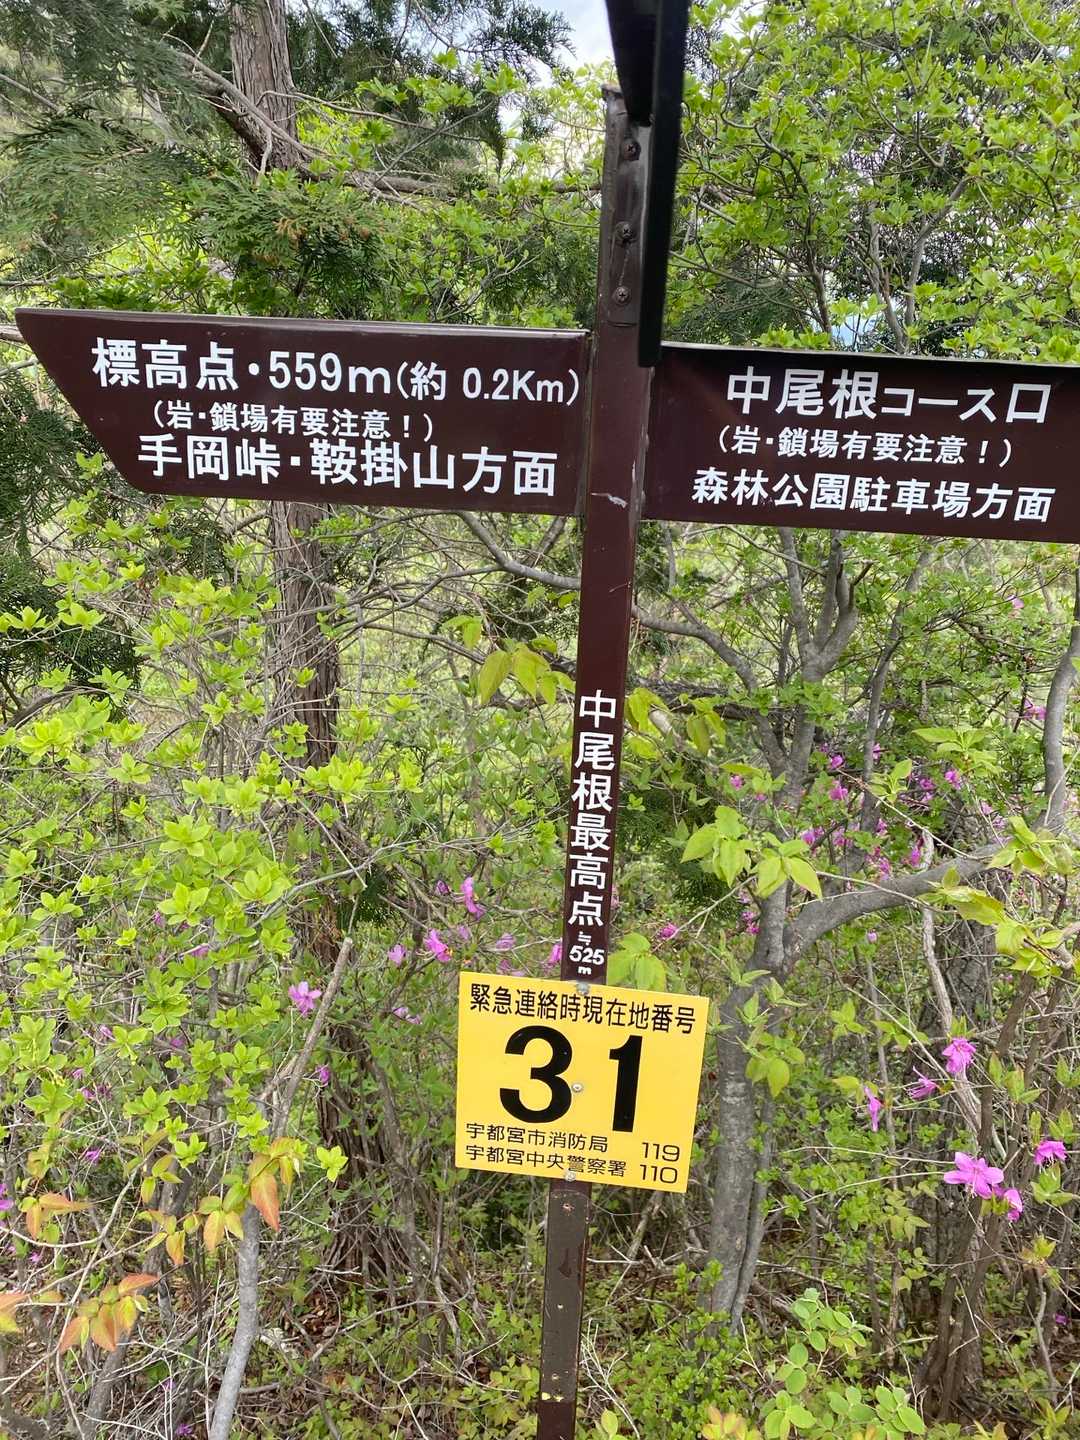 標高点・559m(約 0.2Km)
(岩・鎖場有要注意！)
手岡峠・鞍掛山方面
中尾根コース口
(岩・鎖場有要注意！)
森林公園駐車場方面
中尾根最高点
≒
525
m
緊急連絡時現在地番号
31
宇都宮市消防局 119
宇都宮中央警察署 110